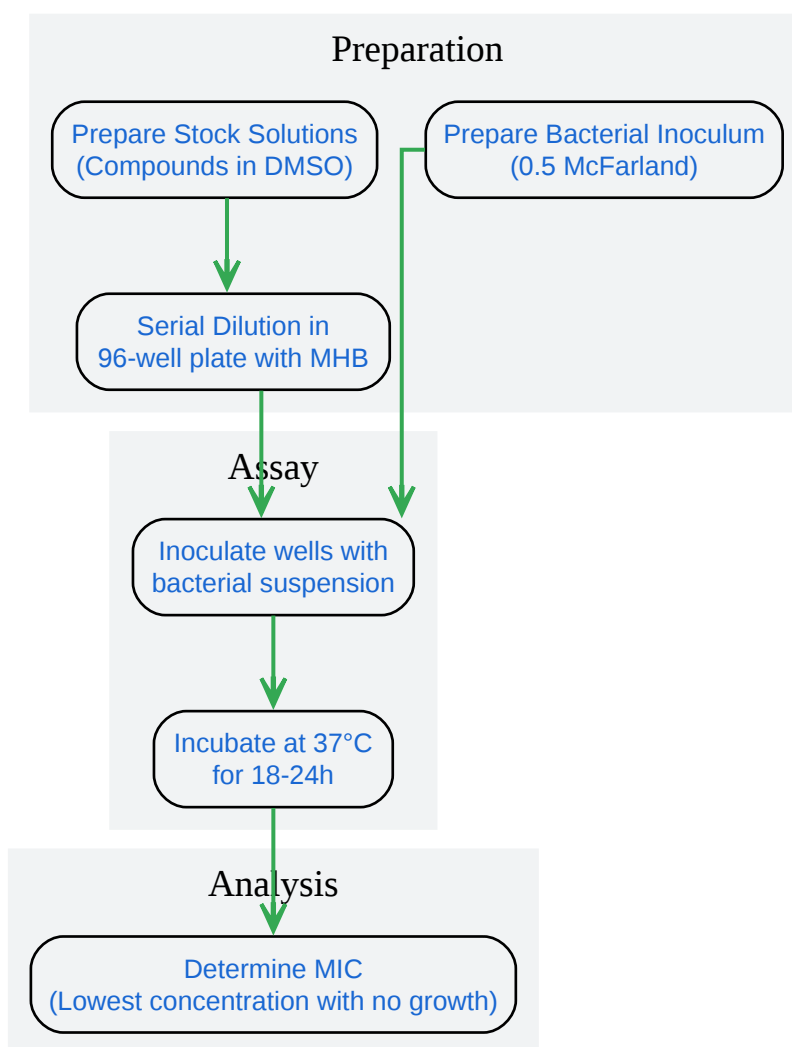 Preparation
Prepare Stock Solutions
(Compounds in DMSO)
Prepare Bacterial Inoculum
(0.5 McFarland)
Serial Dilution in
96-well plate with MHB
Assay
Inoculate wells with
bacterial suspension
Incubate at 37°C
for 18-24h
Analysis
Determine MIC
(Lowest concentration with no growth)